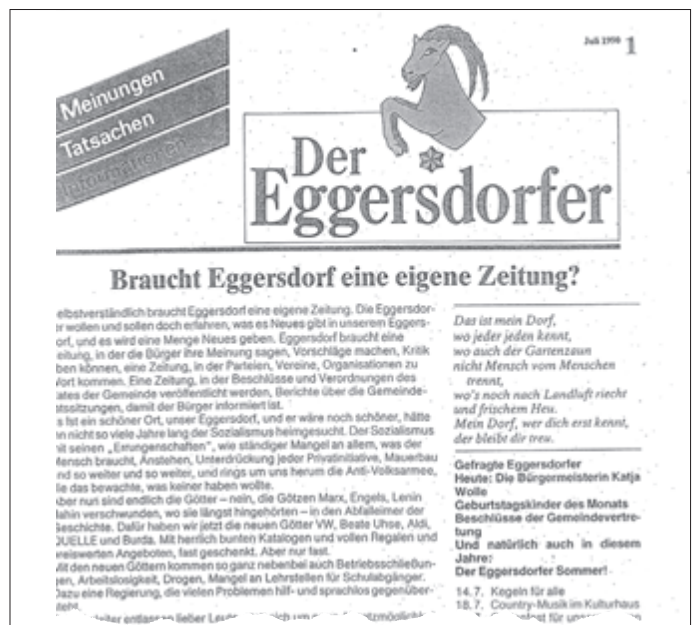 Juli 1990 1
Meinungen
Tatsachen
Informationen
Der
Eggersdorfer
Braucht Eggersdorf eine eigene Zeitung?
elbstverständlich braucht Eggersdorf eine eigene Zeitung. Die Eggersdor-
r wollen und sollen doch erfahren, was es Neues gibt in unserem Eggers-
orf, und es wird eine Menge Neues geben. Eggersdorf braucht eine
eitung, in der die Bürger ihre Meinung sagen, Vorschläge machen, Kritik
ben können, eine Zeitung, in der Parteien, Vereine, Organisationen zu
Wort kommen. Eine Zeitung, in der Beschlüsse und Verordnungen des
ates der Gemeinde veröffentlicht werden, Berichte über die Gemeinde-
atssitzungen, damit der Bürger informiert ist.
s ist ein schöner Ort, unser Eggersdorf, und er wäre noch schöner, hätte
n nicht so viele Jahre lang der Sozialismus heimgesucht. Der Sozialismus
it seinen „Errungenschaften", wie ständiger Mangel an allem, was der
Mensch braucht, Anstehen, Unterdrückung jedor Privatinitiative, Mauerbau
nd so weiter und so weiter, und rings um uns herum die Anti-Volksarmee,
ie das bewachte, was keiner haben wollte.
ber nun sind endlich die Götter – nein, die Götzen Marx, Engels, Lenin
ahin verschwunden, wo sie längst hingehörten – in den Abfalleimer der
Geschichte. Dafür haben wir jetzt die neuen Götter VW, Beate Uhse, Aldi,
QUELLE und Burda. Mit herrlich bunten Katalogen und vollen Regalen und
reiswerten Angeboten, fast geschenkt. Aber nur fast.
Mit den neuen Göttern kommen so ganz nebenbei auch Betriebsschließun-
gen, Arbeitslosigkeit, Drogen, Mangel an Lehrstellen für Schulabgänger.
Dazu eine Regierung, die vielen Problemen hilf- und sprachlos gegenüber-
steht.
Das ist mein Dorf,
wo jeder jeden kennt,
wo auch der Gartenzaun
nicht Mensch vom Menschen
trennt,
wo's noch nach Landluft riecht
und frischem Heu.
Mein Dorf, wer dich erst kennt,
der bleibt dir treu.
Gefragte Eggersdorfer
Heute: Die Bürgermeisterin Katja
Wolle
Geburtstagskinder des Monats
Beschlüsse der Gemeindevertre-
tung
Und natürlich auch in diesem
Jahre:
Der Eggersdorfer Sommer!
14.7. Kegeln für alle
18.7. Country-Musik im Kulturhaus